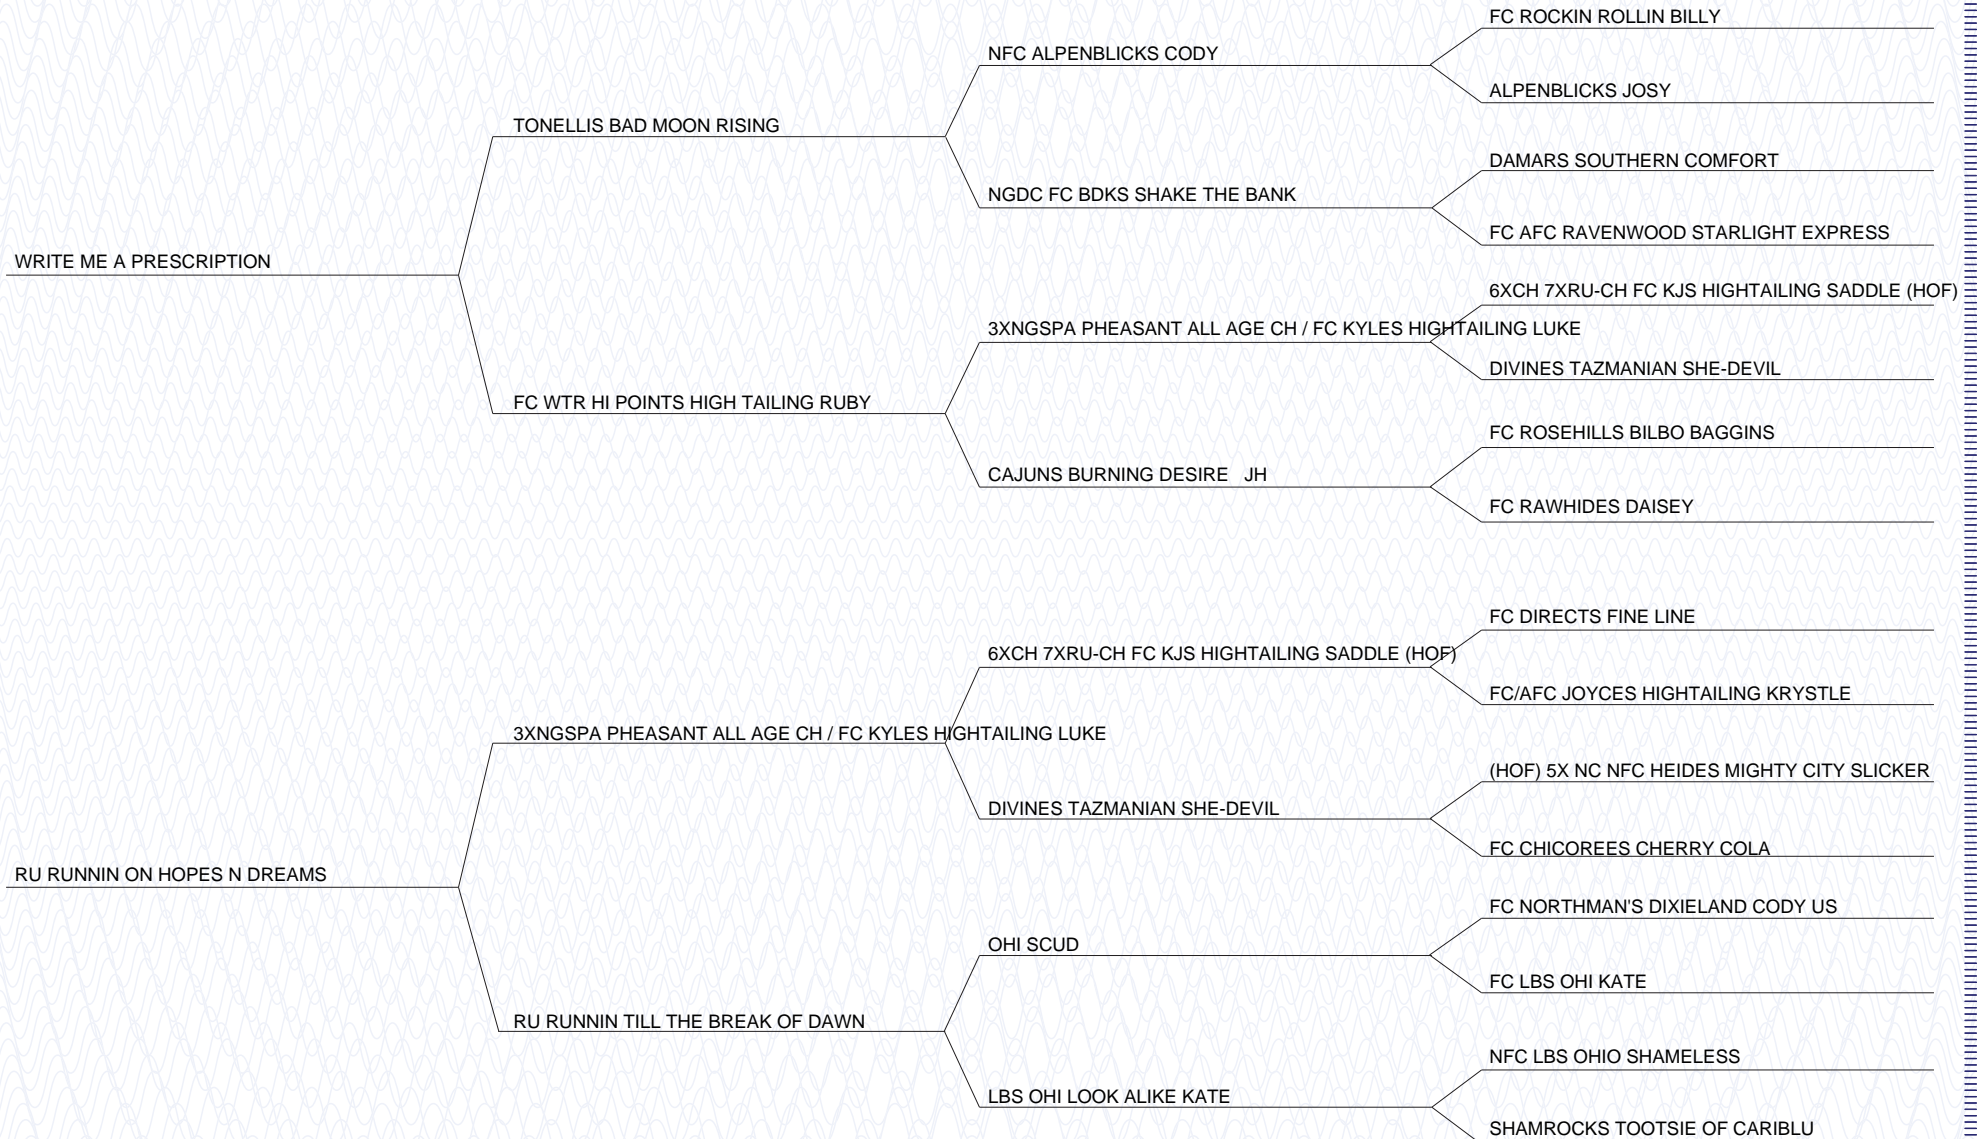 FC ROCKIN ROLLIN BILLY
NFC ALPENBLICKS CODY
ALPENBLICKS JOSY
TONELLIS BAD MOON RISING
DAMARS SOUTHERN COMFORT
NGDC FC BDKS SHAKE THE BANK
FC AFC RAVENWOOD STARLIGHT EXPRESS
WRITE ME A PRESCRIPTION
6XCH 7XRU-CH FC KJS HIGHTAILING SADDLE (HOF)
3XNGSPA PHEASANT ALL AGE CH / FC KYLES HIGHTAILING LUKE
DIVINES TAZMANIAN SHE-DEVIL
FC WTR HI POINTS HIGH TAILING RUBY
FC ROSEHILLS BILBO BAGGINS
CAJUNS BURNING DESIRE   JH
FC RAWHIDES DAISEY
FC DIRECTS FINE LINE
6XCH 7XRU-CH FC KJS HIGHTAILING SADDLE (HOF)
FC/AFC JOYCES HIGHTAILING KRYSTLE
3XNGSPA PHEASANT ALL AGE CH / FC KYLES HIGHTAILING LUKE
(HOF) 5X NC NFC HEIDES MIGHTY CITY SLICKER
DIVINES TAZMANIAN SHE-DEVIL
FC CHICOREES CHERRY COLA
RU RUNNIN ON HOPES N DREAMS
FC NORTHMAN'S DIXIELAND CODY US
OHI SCUD
FC LBS OHI KATE
RU RUNNIN TILL THE BREAK OF DAWN
NFC LBS OHIO SHAMELESS
LBS OHI LOOK ALIKE KATE
SHAMROCKS TOOTSIE OF CARIBLU